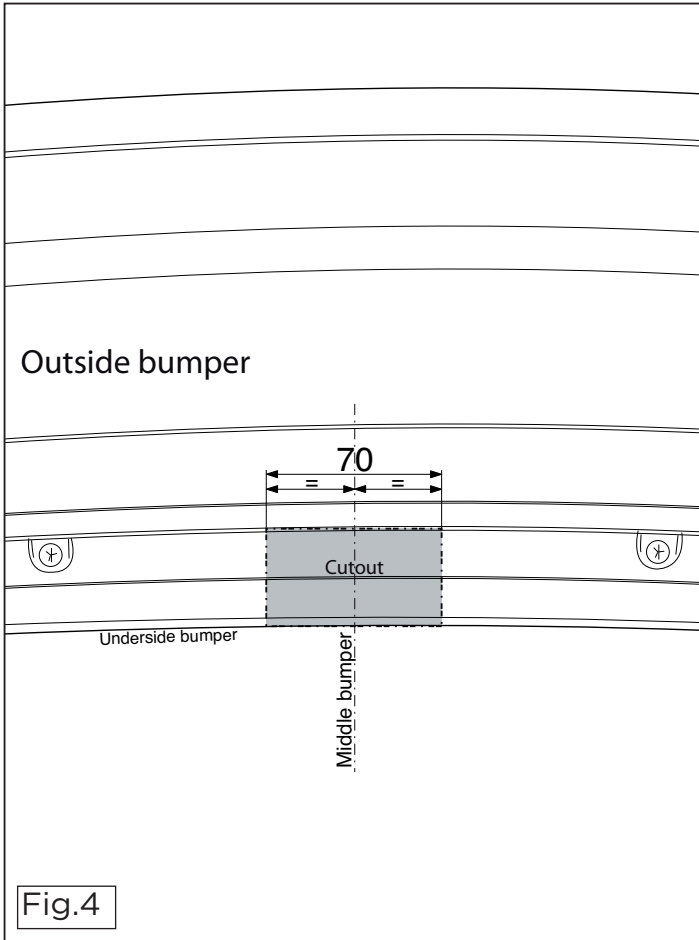 Outside bumper
70
= =
Cutout
Underside bumper
Middle bumper
Fig.4